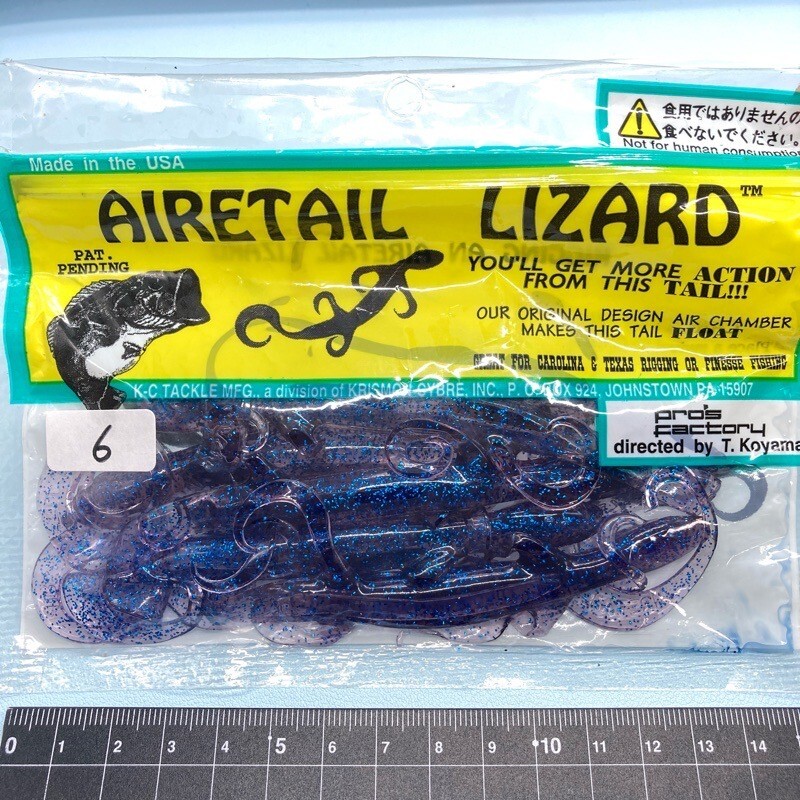 食用ではありませんの
食べないでください。
Not for human consumption
Made in the USA
AIRETAIL LIZARD™
PAT.
PENDING
YOU'LL GET MORE ACTION
FROM THIS TAIL!!!
OUR ORIGINAL DESIGN AIR CHAMBER
MAKES THIS TAIL FLOAT
GREAT FOR CAROLINA & TEXAS RIGGING OR FINESSE FISHING
K-C TACKLE MFG., a division of KRISMOR CYBRE, INC., P. O. BOX 924, JOHNSTOWN PA 15907
pro's
factory
directed by T. Koyama
6
0 1 2 3 4 5 6 7 8 9 10 11 12 13 14